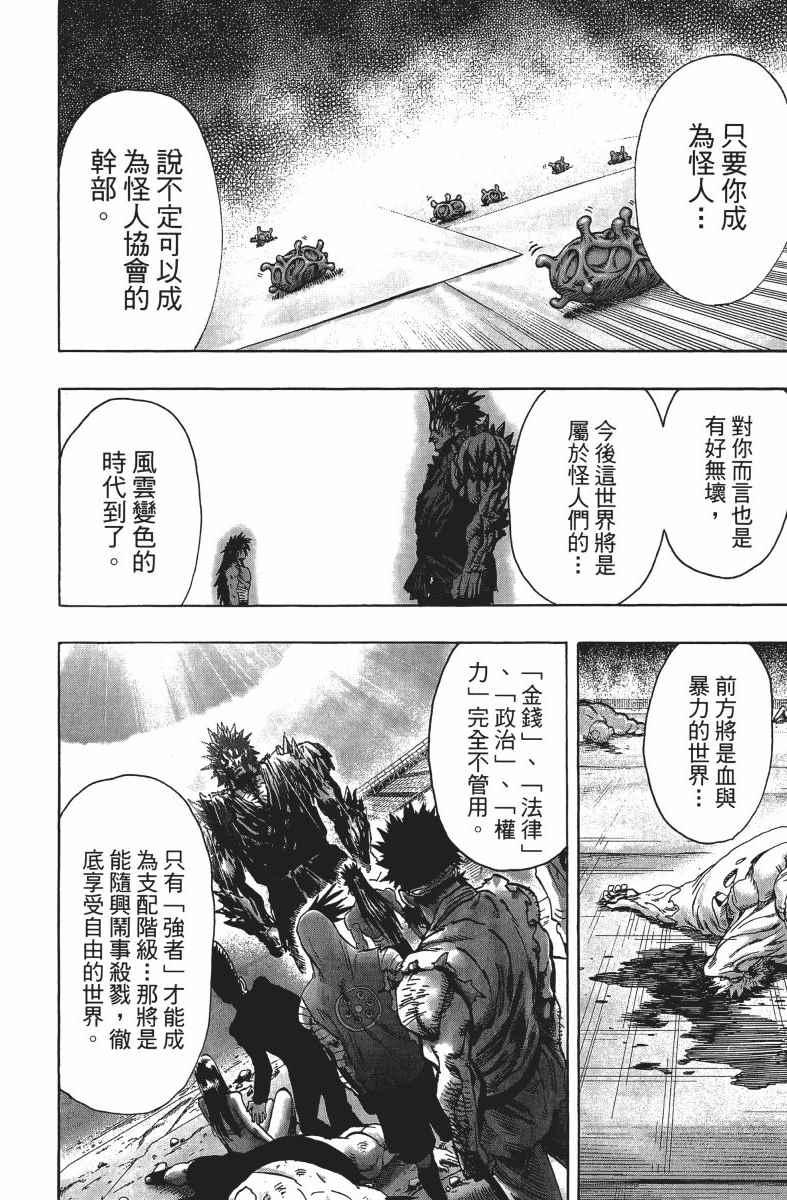 只要你成
為怪人…
說不定可以成
為怪人協會的
幹部。
對你而言也是
有好無壞，
今後這世界將是
屬於怪人們的…
風雲變色的
時代到了。
前方將是血與
暴力的世界…
「金錢」、「法律」
、「政治」、「權
力」完全不管用。
只有「強者」才能成
為支配階級…那將是
能隨興鬧事殺戮，徹
底享受自由的世界。